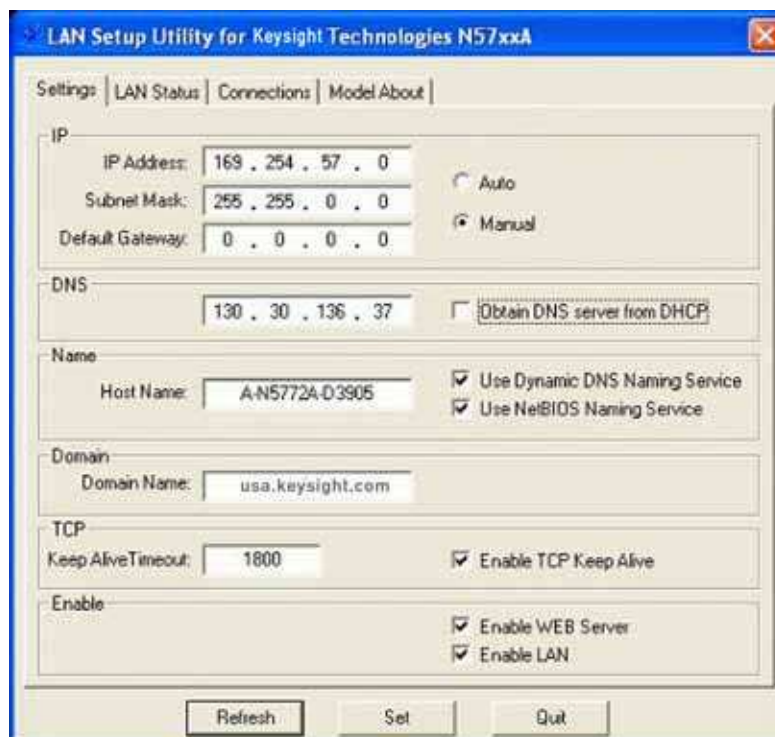 LAN Setup Utility for Keysight Technologies N57xxA
Settings LAN Status Connections Model About
IP
IP Address: 169 . 254 . 57 . 0
Auto
Subnet Mask: 255 . 255 . 0 . 0
Manual
Default Gateway: 0 . 0 . 0 . 0
DNS
130 . 30 . 136 . 37 Obtain DNS server from DHCP
Name
Use Dynamic DNS Naming Service
Host Name: A-N5772A-D3905
Use NetBIOS Naming Service
Domain
Domain Name: usa.keysight.com
TCP
Keep AliveTimeout: 1800 Enable TCP Keep Alive
Enable
Enable WEB Server
Enable LAN
Refresh Set Quit